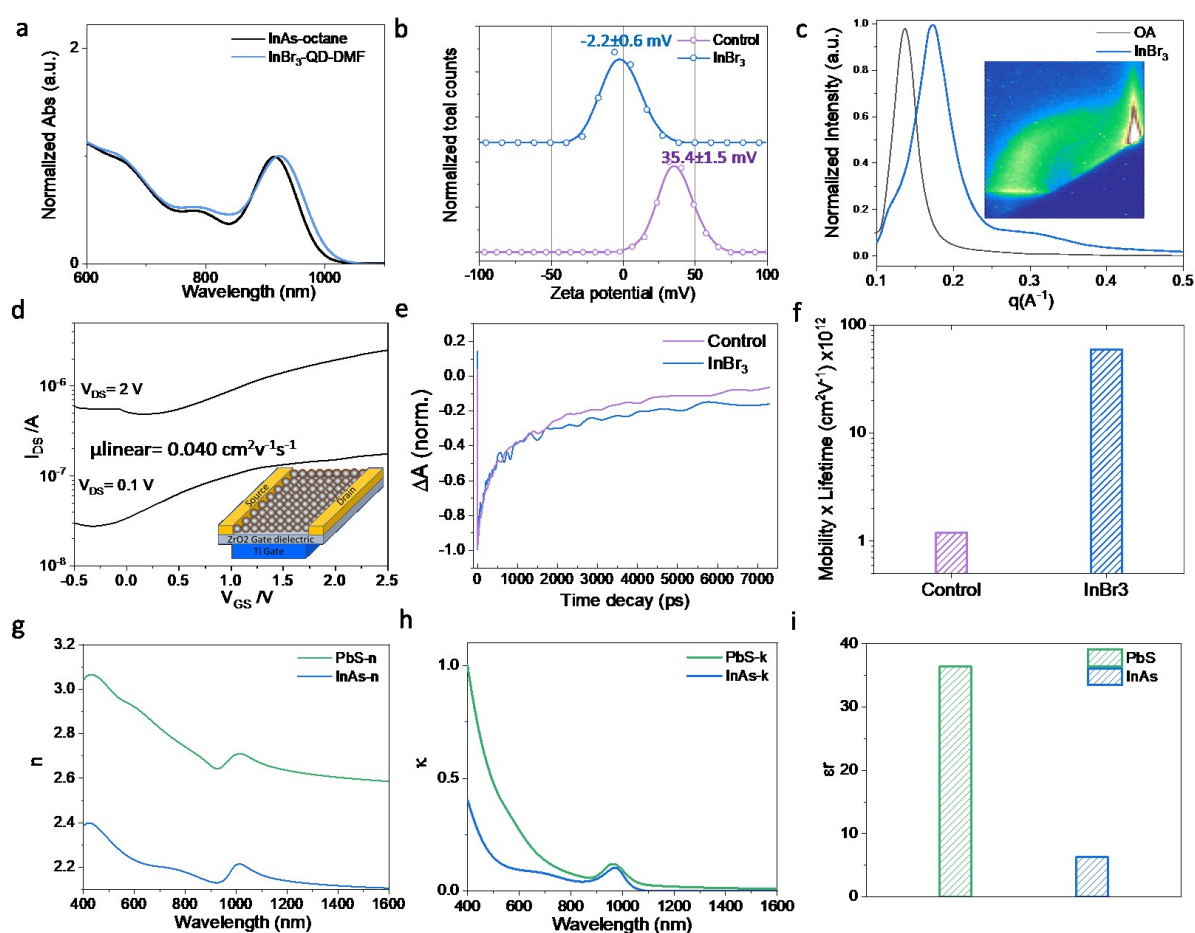 a
InAs-octane
InBr₃-QD-DMF
2
0
Normalized Abs (a.u.)
600 800 1000
Wavelength (nm)
b
-2.2±0.6 mV
Control
InBr₃
35.4±1.5 mV
Normalized toal counts
-100 -50 0 50 100
Zeta potential (mV)
c
OA
InBr₃
1.0
0.8
0.6
0.4
0.2
0.0
Normalized Intensity (a.u.)
0.1 0.2 0.3 0.4 0.5
q(A⁻¹)
d
V_DS= 2 V
μlinear= 0.040 cm²v⁻¹s⁻¹
V_DS= 0.1 V
Source
Drain
ZrO2 Gate dielectric
Ti Gate
10⁻⁶
10⁻⁷
10⁻⁸
I_DS /A
-0.5 0.0 0.5 1.0 1.5 2.0 2.5
V_GS /V
e
Control
InBr₃
0.2
0.0
-0.2
-0.4
-0.6
-0.8
-1.0
ΔA (norm.)
0 1000 2000 3000 4000 5000 6000 7000
Time decay (ps)
f
100
10
1
Mobility x Lifetime (cm²V⁻¹) x10¹²
Control InBr3
g
PbS-n
InAs-n
3.2
3.0
2.8
2.6
2.4
2.2
n
400 600 800 1000 1200 1400 1600
Wavelength (nm)
h
PbS-k
InAs-k
1.0
0.5
0.0
κ
400 600 800 1000 1200 1400 1600
Wavelength (nm)
i
PbS
InAs
40
30
20
10
0
εr